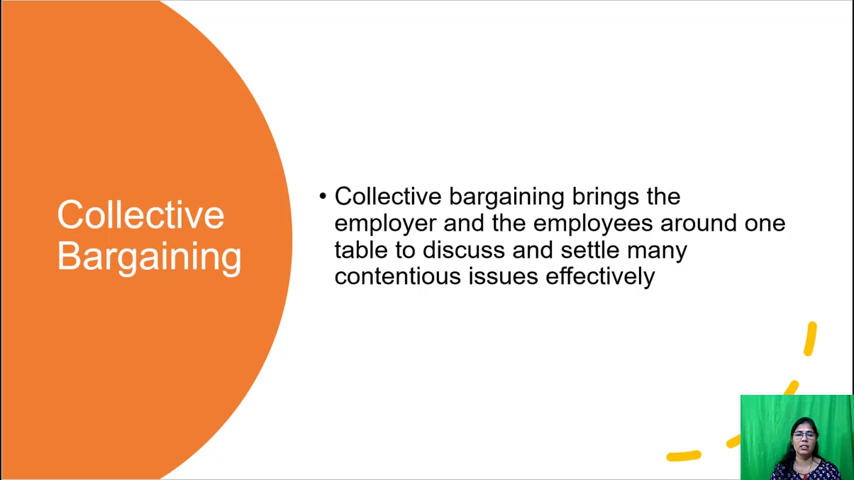 Collective
Bargaining
• Collective bargaining brings the
employer and the employees around one
table to discuss and settle many
contentious issues effectively